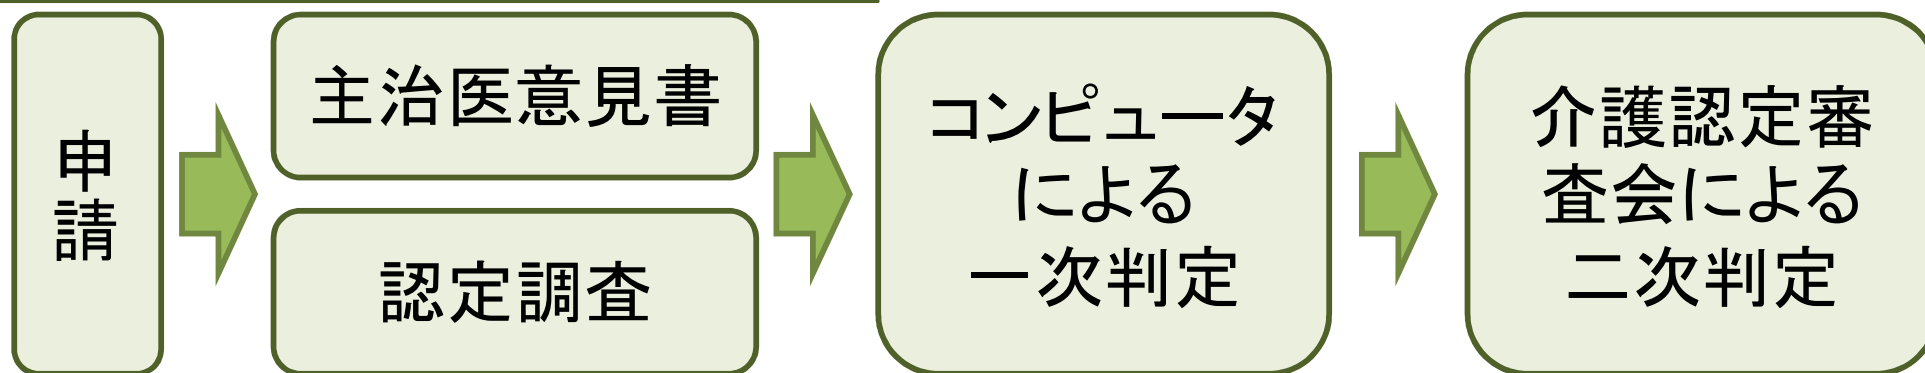 申請
主治医意見書
認定調査
コンピュータ
による
一次判定
介護認定審
査会による
二次判定